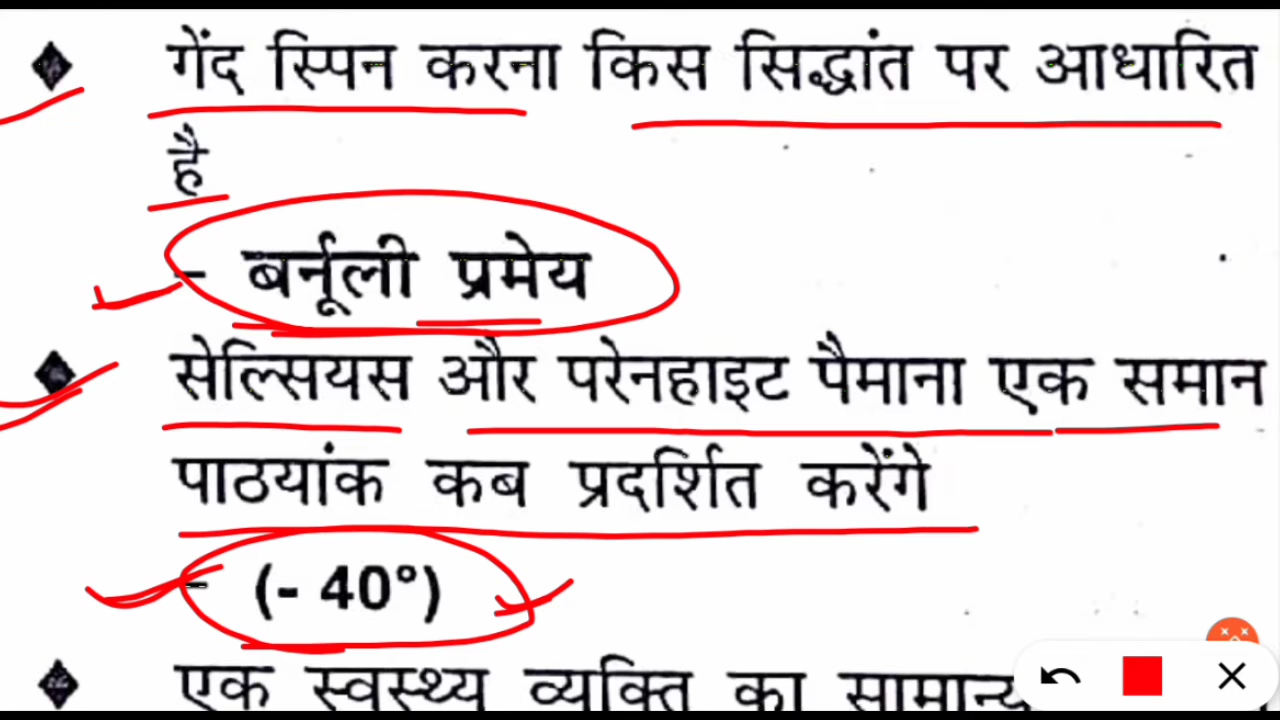 गेंद स्पिन करना किस सिद्धांत पर आधारित
है
– बर्नूली प्रमेय
सेल्सियस और परेनहाइट पैमाना एक समान
पाठयांक कब प्रदर्शित करेंगे
– (- 40°)
एक स्वस्थ्य व्यक्ति का सामान्य